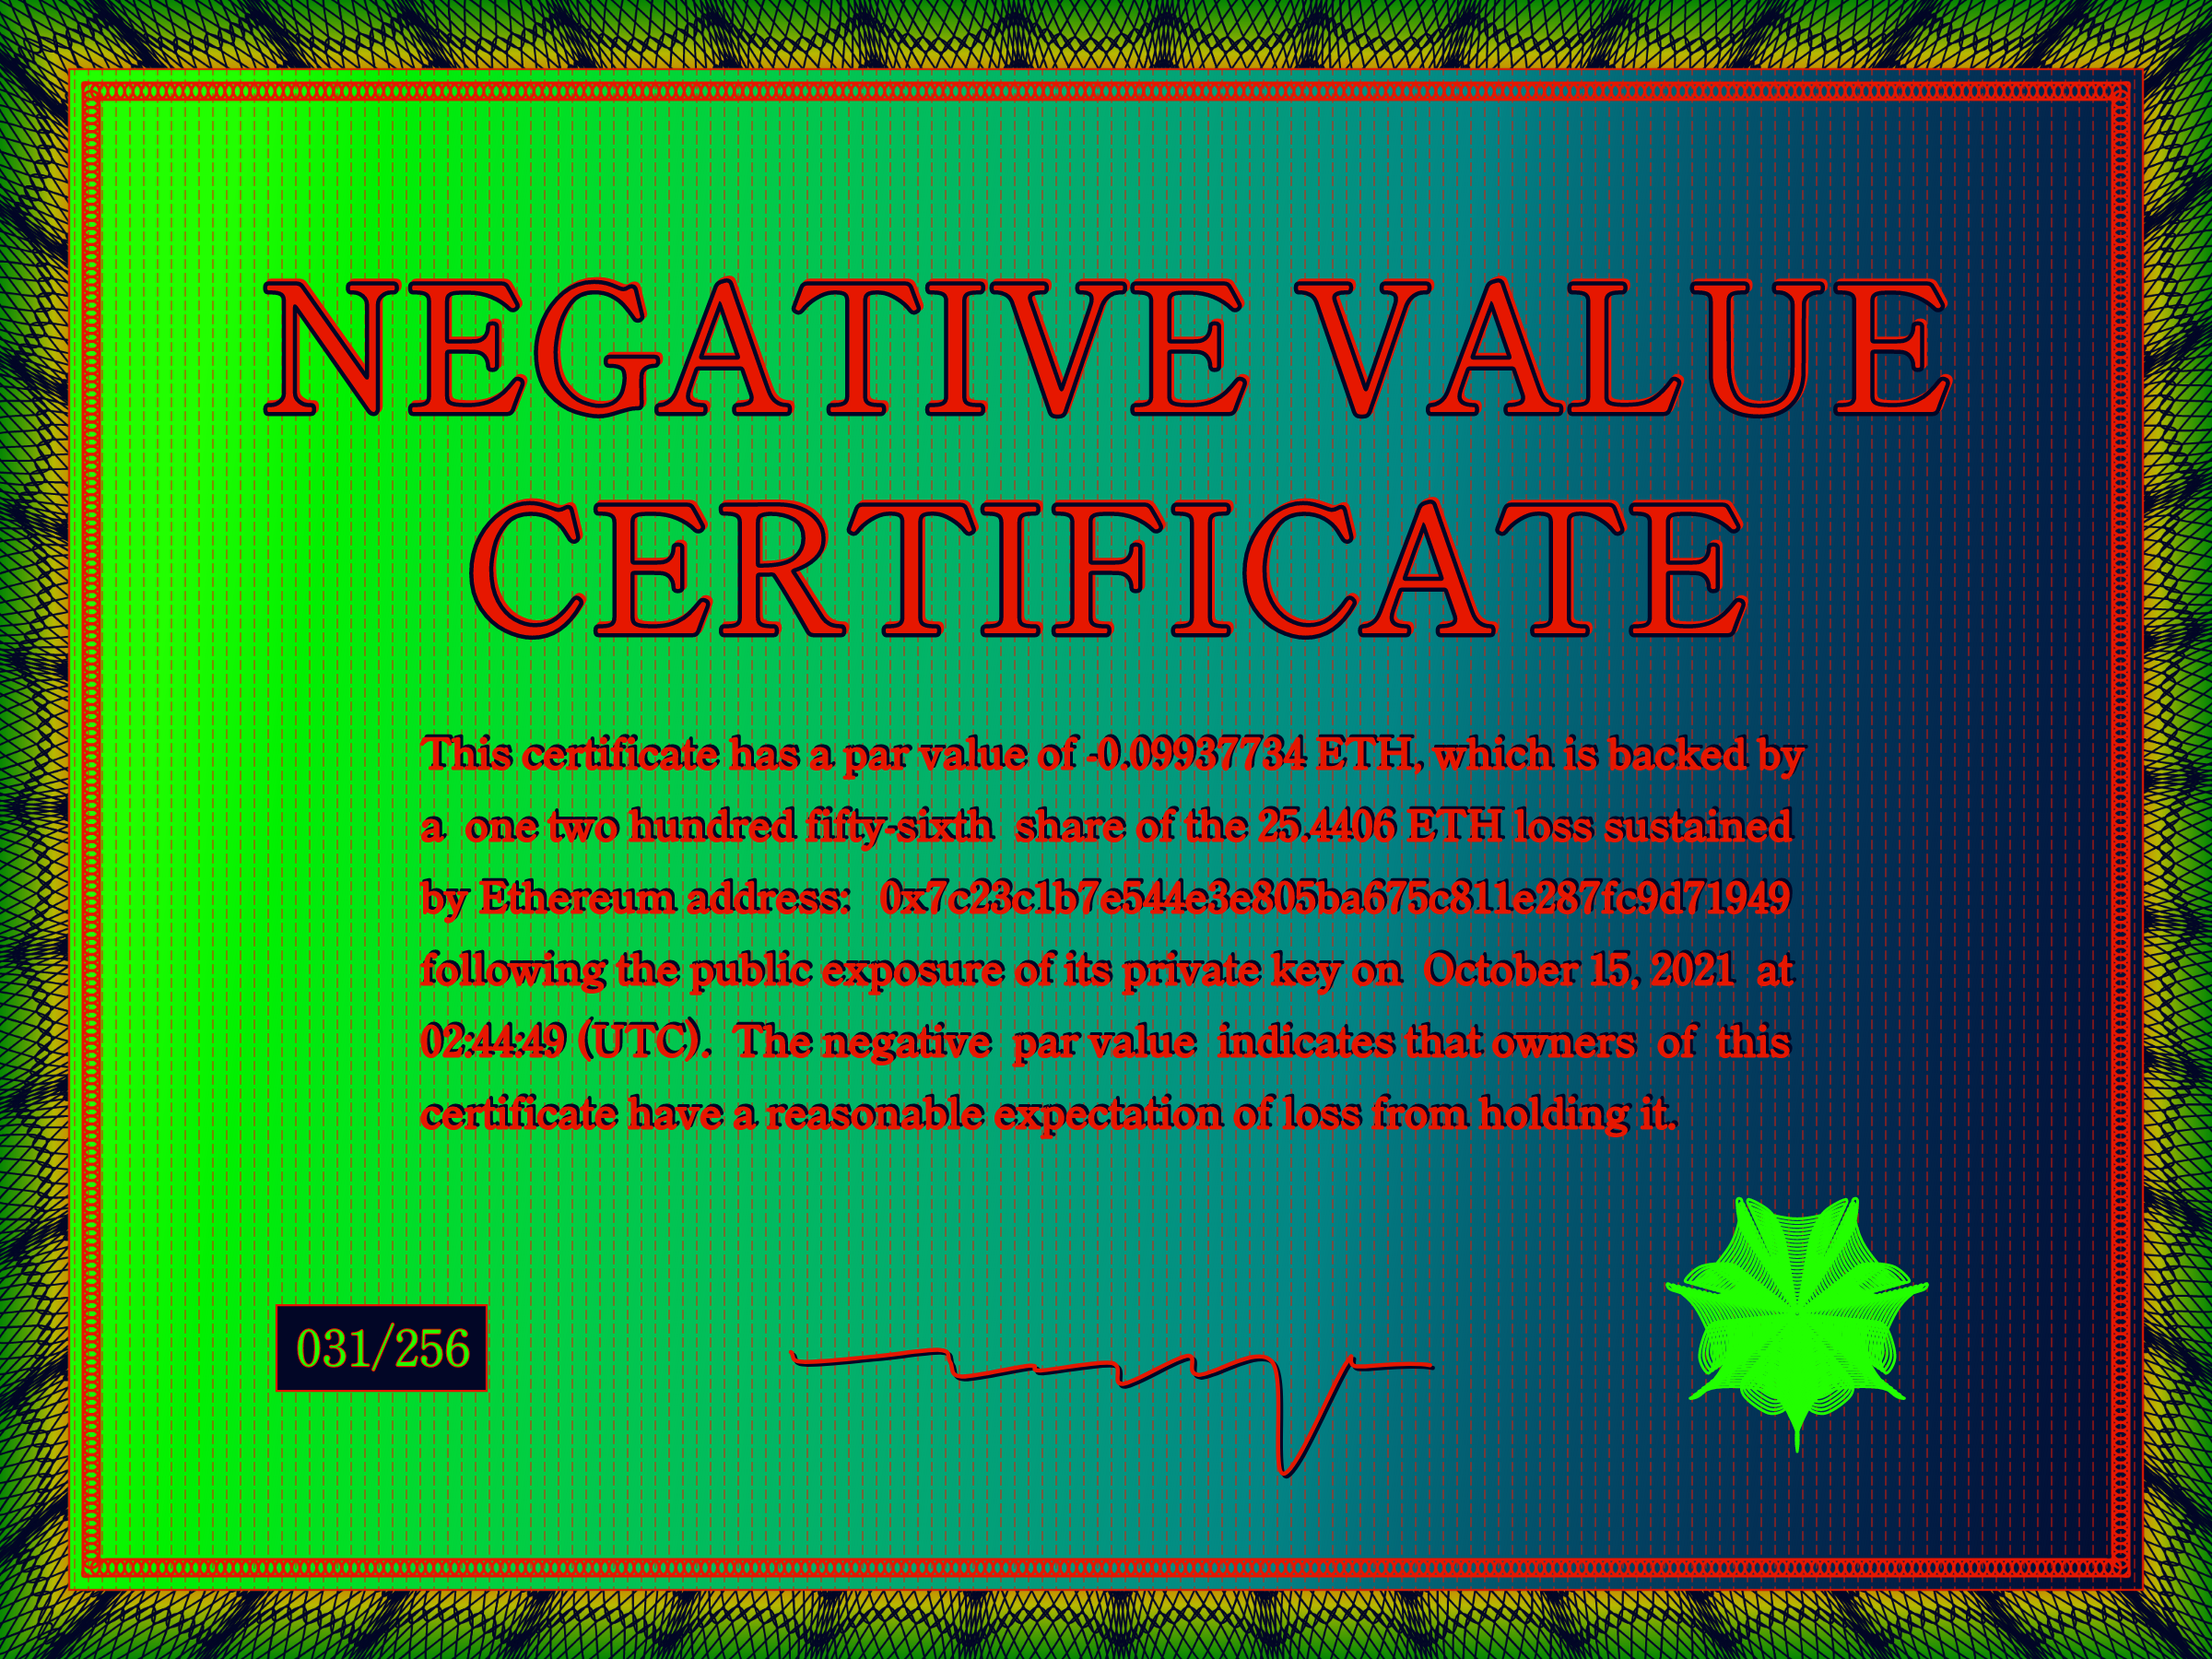 NEGATIVE VALUE
CERTIFICATE
This certificate has a par value of -0.09937734 ETH, which is backed by
a one two hundred fifty-sixth share of the 25.4406 ETH loss sustained
by Ethereum address: 0x7c23c1b7e544e3e805ba675c811e287fc9d71949
following the public exposure of its private key on October 15, 2021 at
02:44:49 (UTC). The negative par value indicates that owners of this
certificate have a reasonable expectation of loss from holding it.
031/256